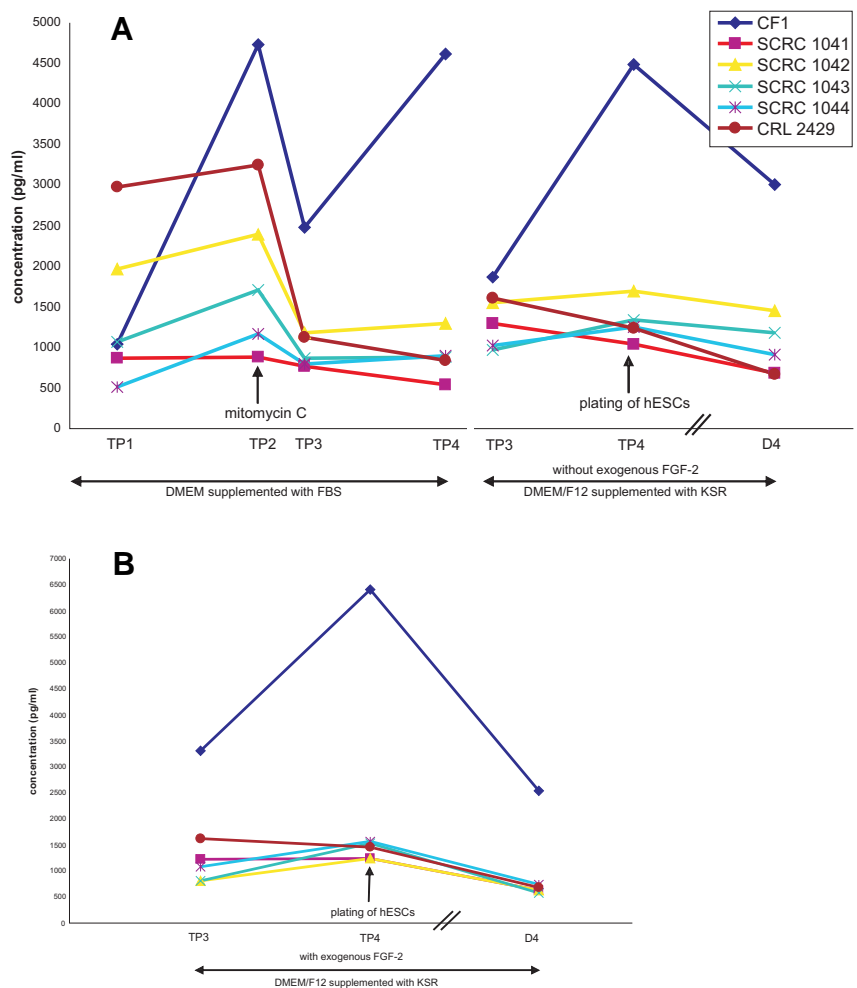 A
5000
4500
4000
3500
3000
2500
2000
1500
1000
500
0
concentration (pg/ml)
CF1
SCRC 1041
SCRC 1042
SCRC 1043
SCRC 1044
CRL 2429
mitomycin C
plating of hESCs
TP1 TP2 TP3 TP4
TP3 TP4 D4
DMEM supplemented with FBS
without exogenous FGF-2
DMEM/F12 supplemented with KSR
B
7000
6500
6000
5500
5000
4500
4000
3500
3000
2500
2000
1500
1000
500
0
concentration (pg/ml)
plating of hESCs
TP3 TP4 D4
with exogenous FGF-2
DMEM/F12 supplemented with KSR